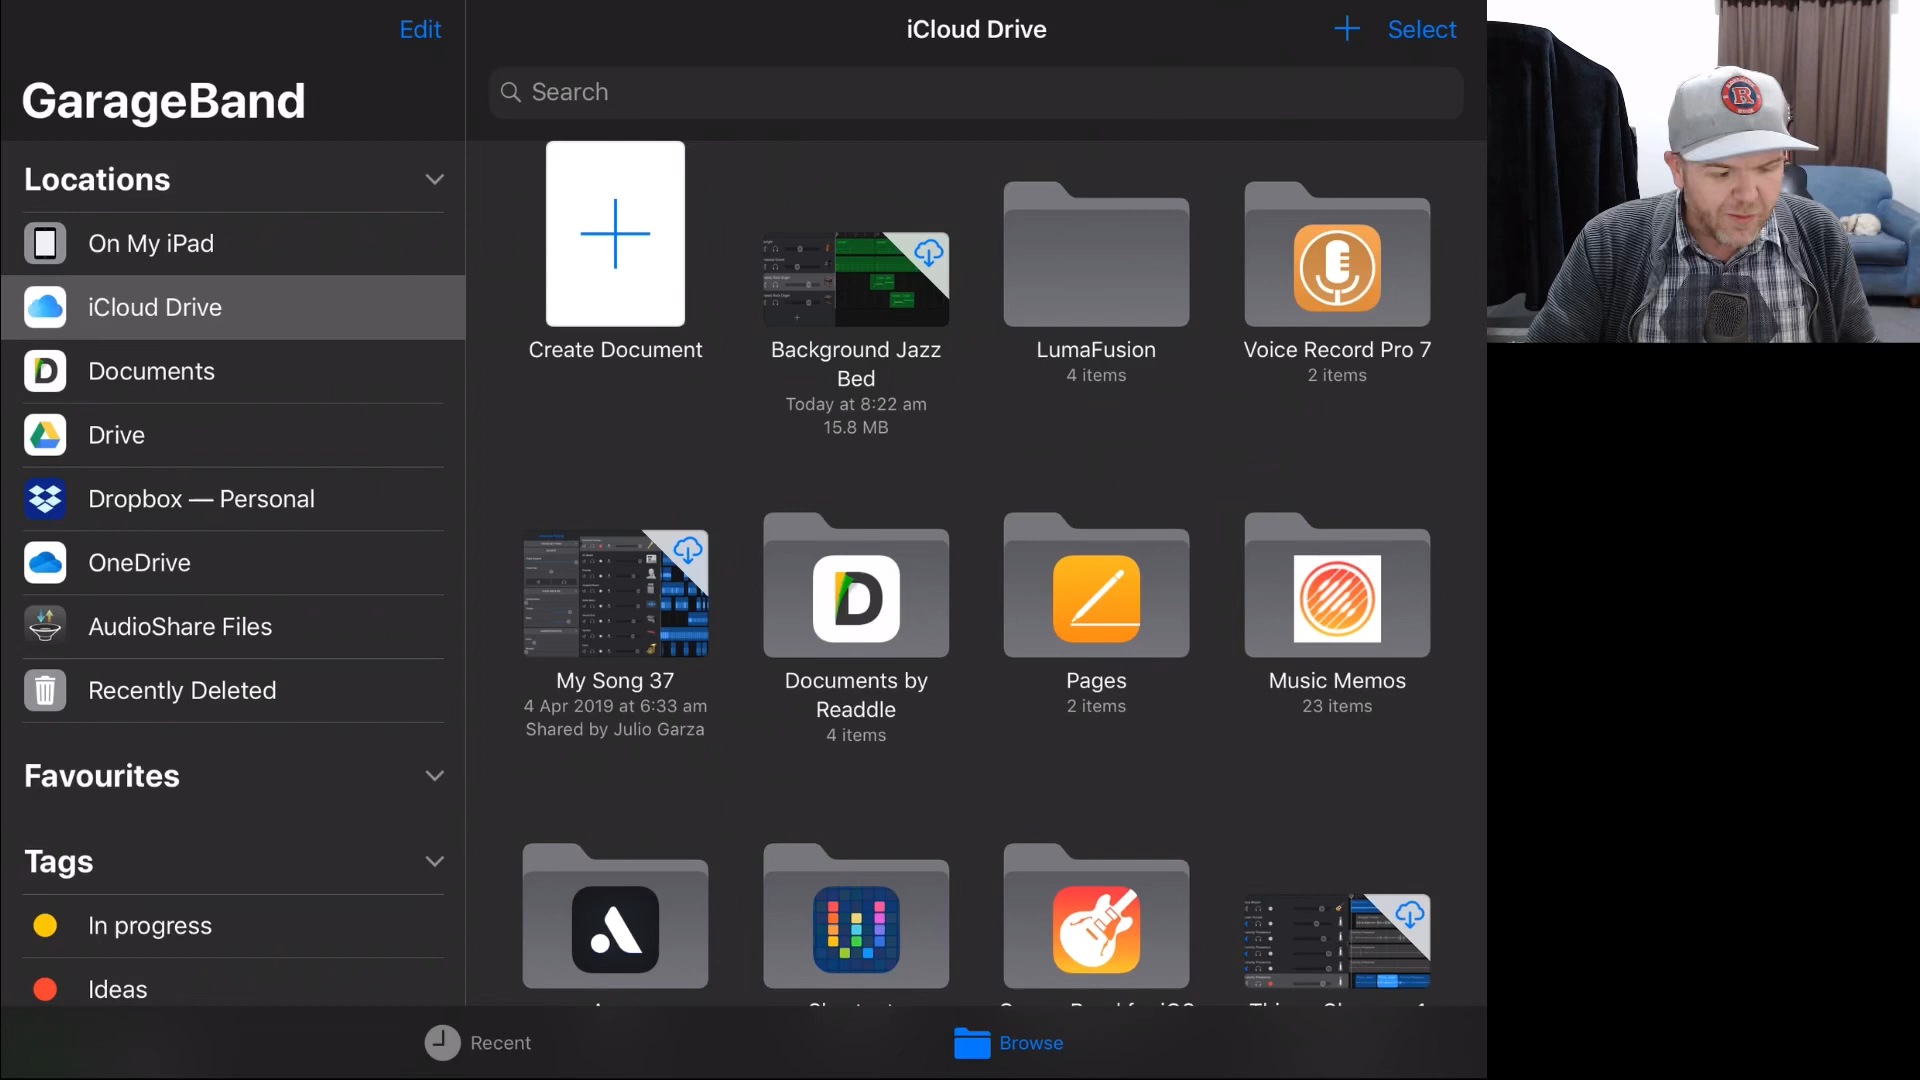 Edit
GarageBand
Locations
On My iPad
iCloud Drive
Documents
Drive
Dropbox — Personal
OneDrive
AudioShare Files
Recently Deleted
Favourites
Tags
In progress
Ideas
iCloud Drive
Select
Search
Create Document
Background Jazz
Bed
Today at 8:22 am
15.8 MB
LumaFusion
4 items
Voice Record Pro 7
2 items
My Song 37
4 Apr 2019 at 6:33 am
Shared by Julio Garza
Documents by
Readdle
4 items
Pages
2 items
Music Memos
23 items
R
Recent
Browse